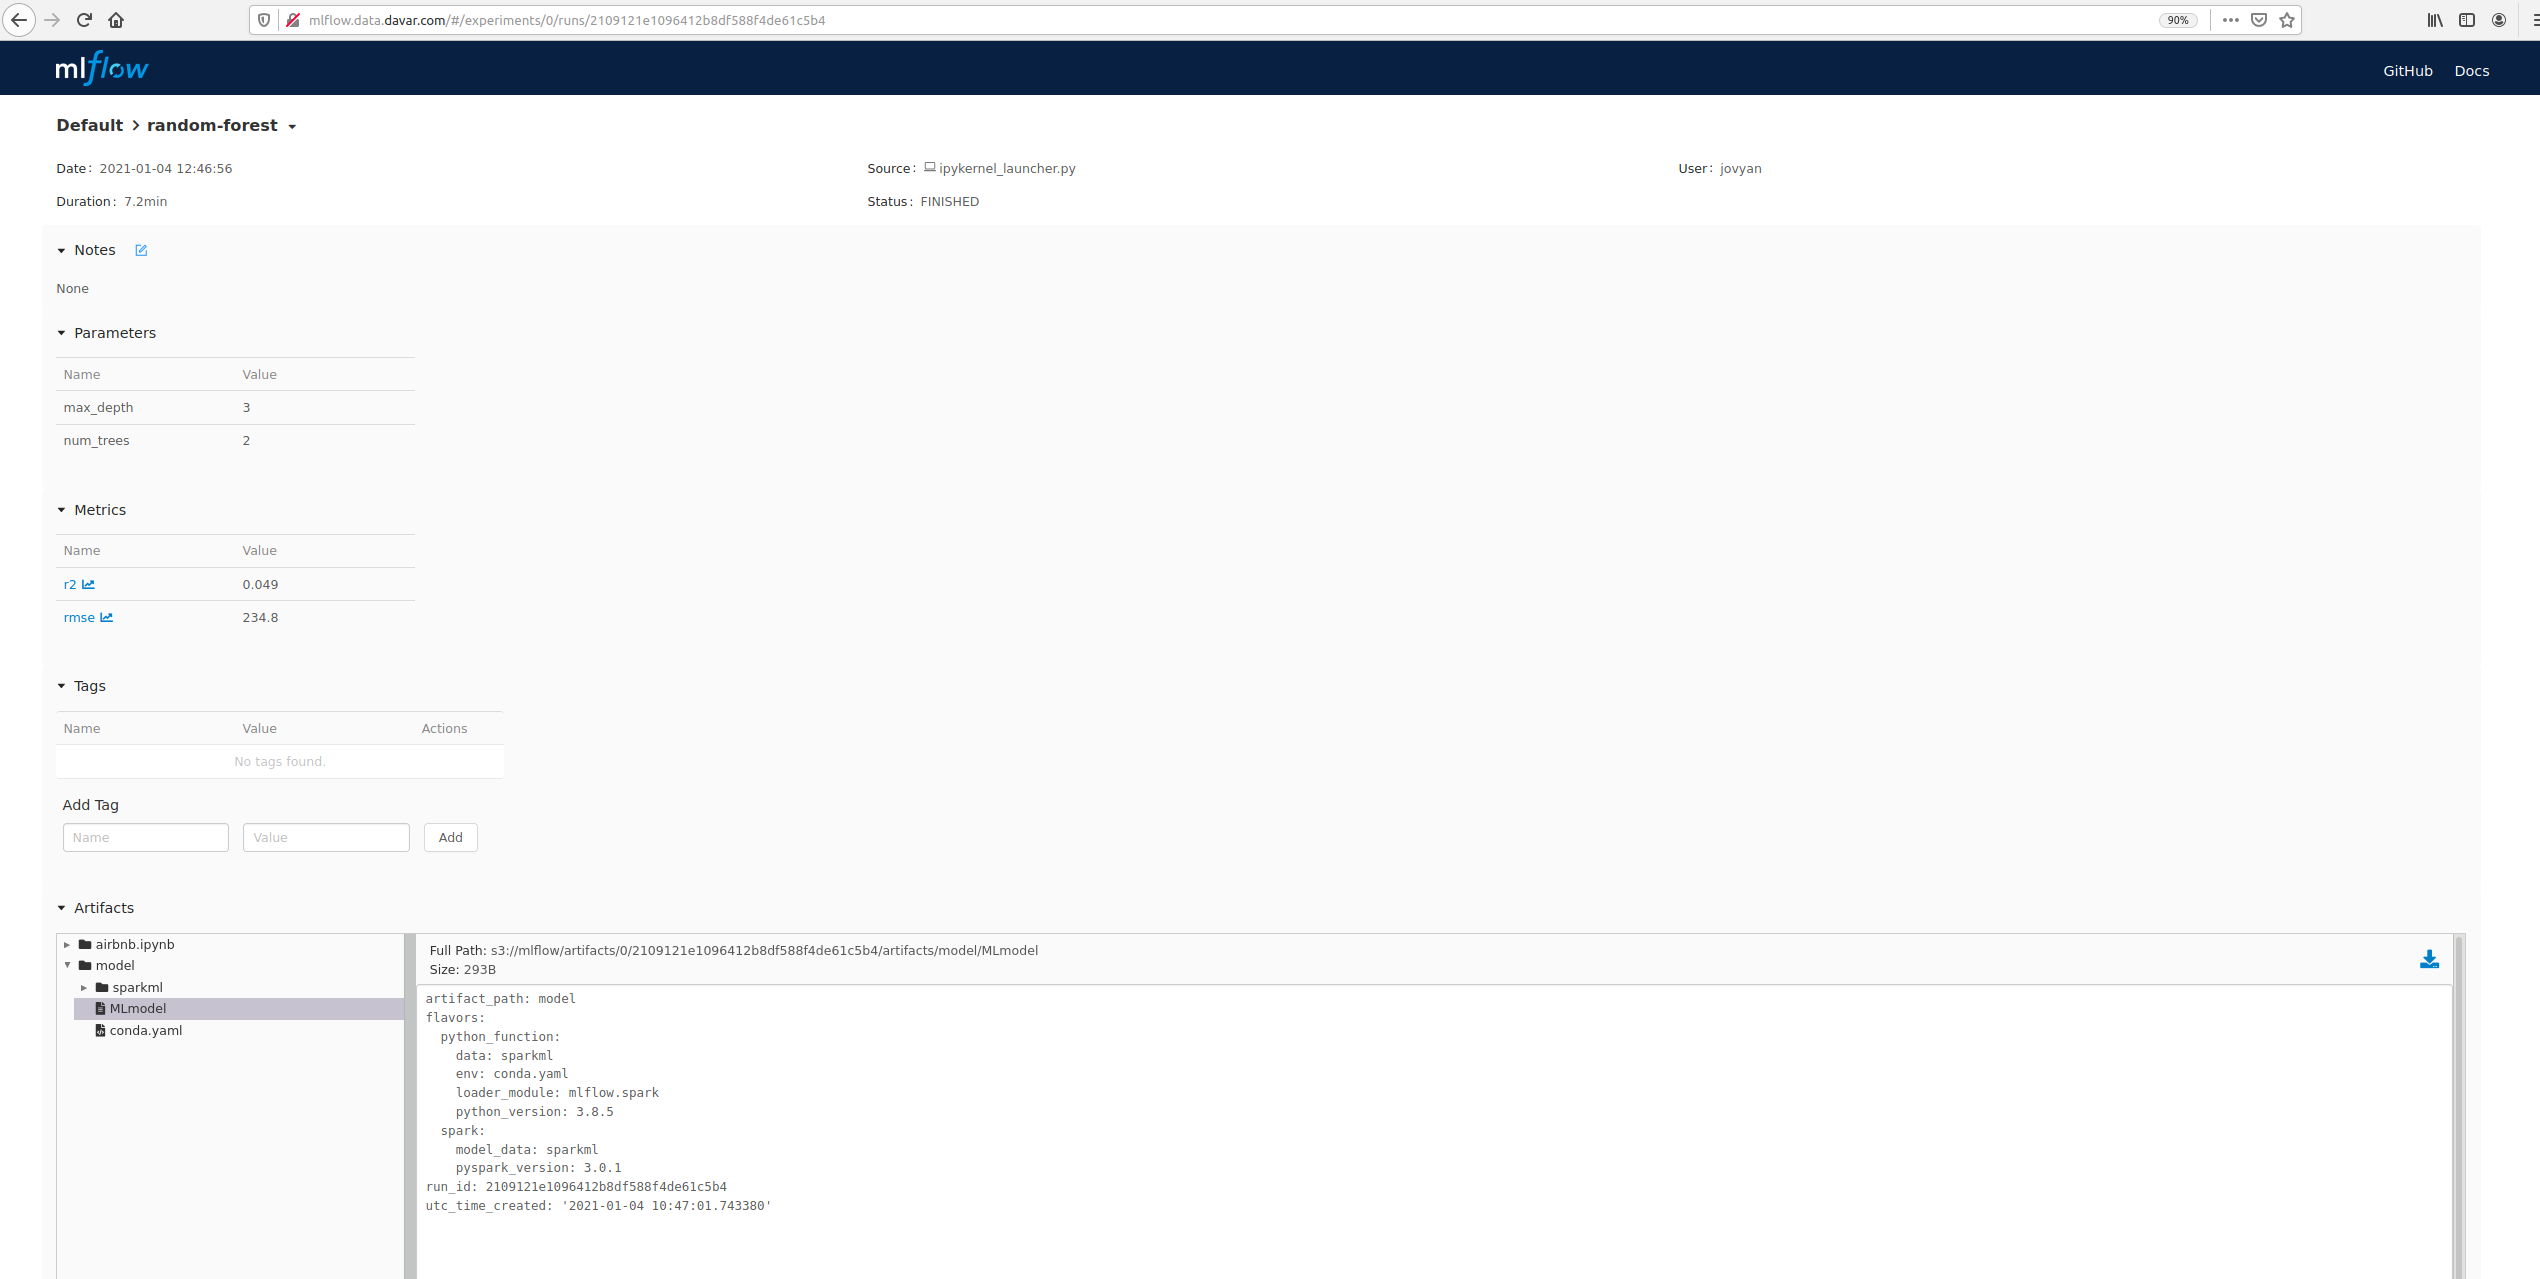 mlflow.data.davar.com/#/experiments/0/runs/2109121e1096412b8df588f4de61c5b4
90%
mlflow
GitHub Docs
Default > random-forest
Date: 2021-01-04 12:46:56
Source: ipykernel_launcher.py
User: jovyan
Duration: 7.2min
Status: FINISHED
Notes
None
Parameters
Name Value
max_depth 3
num_trees 2
Metrics
Name Value
r2 0.049
rmse 234.8
Tags
Name Value Actions
No tags found.
Add Tag
Name Value Add
Artifacts
airbnb.ipynb
model
sparkml
MLmodel
conda.yaml
Full Path: s3://mlflow/artifacts/0/2109121e1096412b8df588f4de61c5b4/artifacts/model/MLmodel
Size: 293B
artifact_path: model
flavors:
  python_function:
    data: sparkml
    env: conda.yaml
    loader_module: mlflow.spark
    python_version: 3.8.5
  spark:
    model_data: sparkml
    pyspark_version: 3.0.1
run_id: 2109121e1096412b8df588f4de61c5b4
utc_time_created: '2021-01-04 10:47:01.743380'